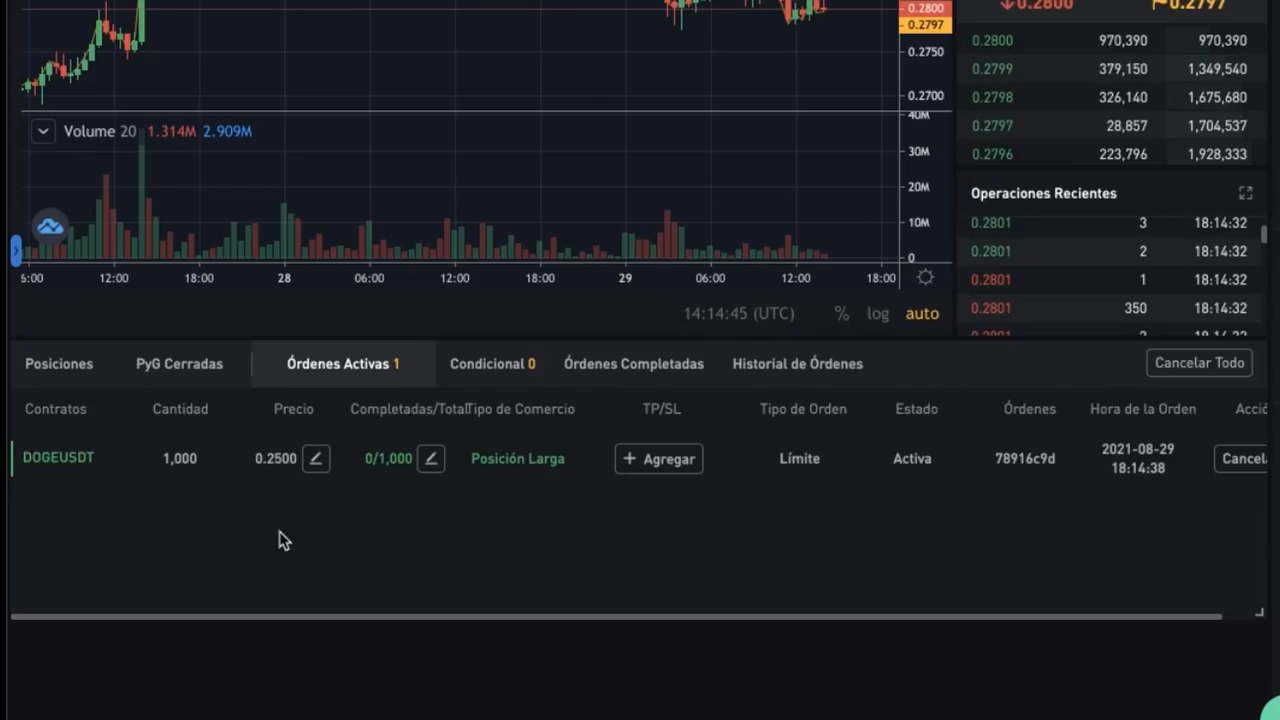 0.2800
0.2797
0.2750
0.2700
Volume 20 1.314M 2.909M
40M
30M
20M
10M
0
6:00 12:00 18:00 28 06:00 12:00 18:00 29 06:00 12:00 18:00
14:14:45 (UTC) % log auto
0.2800 0.2797
0.2800 970,390 970,390
0.2799 379,150 1,349,540
0.2798 326,140 1,675,680
0.2797 28,857 1,704,537
0.2796 223,796 1,928,333
Operaciones Recientes
0.2801 3 18:14:32
0.2801 2 18:14:32
0.2801 1 18:14:32
0.2801 350 18:14:32
Posiciones PyG Cerradas Órdenes Activas 1 Condicional 0 Órdenes Completadas Historial de Órdenes Cancelar Todo
Contratos Cantidad Precio Completadas/Total Tipo de Comercio TP/SL Tipo de Orden Estado Órdenes Hora de la Orden Acció
DOGEUSDT 1,000 0.2500 0/1,000 Posición Larga + Agregar Límite Activa 78916c9d 2021-08-29 Cancela
18:14:38